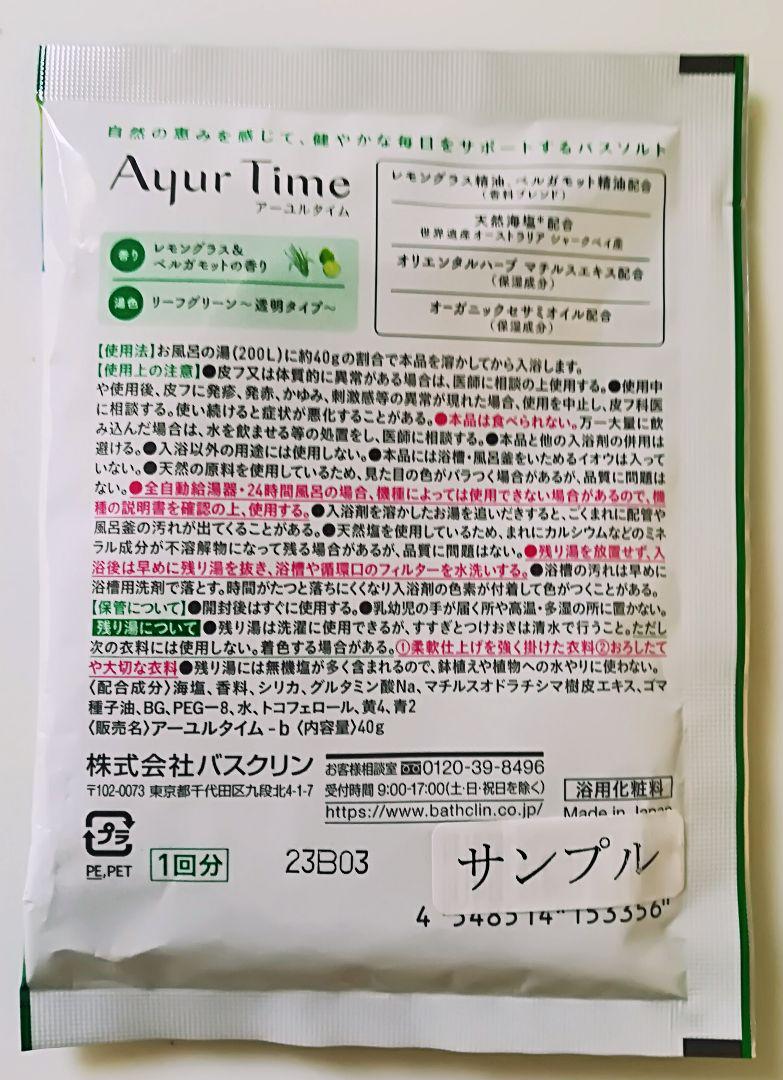 自然の恵みを感じて、健やかな毎日をサポートするバスソルト
Ayur Time
アーユルタイム
香り レモングラス&
ベルガモットの香り
湯色 リーフグリーン～透明タイプ～
レモングラス精油、ベルガモット精油配合
(香料ブレンド)
天然海塩*配合
世界遺産オーストラリア シャークベイ産
オリエンタルハーブ マチルスエキス配合
(保湿成分)
オーガニックセサミオイル配合
(保湿成分)
【使用法】お風呂の湯(200L)に約40gの割合で本品を溶かしてから入浴します。
【使用上の注意】●皮フ又は体質的に異常がある場合は、医師に相談の上使用する。●使用中
や使用後、皮フに発疹、発赤、かゆみ、刺激感等の異常が現れた場合、使用を中止し、皮フ科医
に相談する。使い続けると症状が悪化することがある。●本品は食べられない。万一大量に飲
み込んだ場合は、水を飲ませる等の処置をし、医師に相談する。●本品と他の入浴剤の併用は
避ける。●入浴以外の用途には使用しない。●本品には浴槽・風呂釜をいためるイオウは入って
いない。●天然の原料を使用しているため、見た目の色がバラつく場合があるが、品質に問題は
ない。●全自動給湯器・24時間風呂の場合、機種によっては使用できない場合があるので、機
種の説明書を確認の上、使用する。●入浴剤を溶かしたお湯を追いだきすると、ごくまれに配管や
風呂釜の汚れが出てくることがある。●天然塩を使用しているため、まれにカルシウムなどのミネ
ラル成分が不溶解物になって残る場合があるが、品質に問題はない。●残り湯を放置せず、入
浴後は早めに残り湯を抜き、浴槽や循環口のフィルターを水洗いする。●浴槽の汚れは早めに
浴槽用洗剤で落とす。時間がたつと落ちにくくなり入浴剤の色素が付着して色がつくことがある。
【保管について】●開封後はすぐに使用する。●乳幼児の手が届く所や高温・多湿の所に置かない。
残り湯について●残り湯は洗濯に使用できるが、すすぎとつけおきは清水で行うこと。ただし
次の衣料には使用しない。着色する場合がある。①柔軟仕上げを強く掛けた衣料②おろしたて
や大切な衣料●残り湯には無機塩が多く含まれるので、鉢植えや植物への水やりに使わない。
〈配合成分〉海塩、香料、シリカ、グルタミン酸Na、マチルスオドラチシマ樹皮エキス、ゴマ
種子油、BG、PEG-8、水、トコフェロール、黄4、青2
〈販売名〉アーユルタイム-b 〈内容量〉40g
株式会社バスクリン
〒102-0073 東京都千代田区九段北4-1-7
お客様相談室 0120-39-8496
受付時間 9:00-17:00(土・日・祝日を除く)
https://www.bathclin.co.jp/
浴用化粧料
Made in Japan
プラ
PE,PET
1回分
23B03
サンプル
4 548514 153356